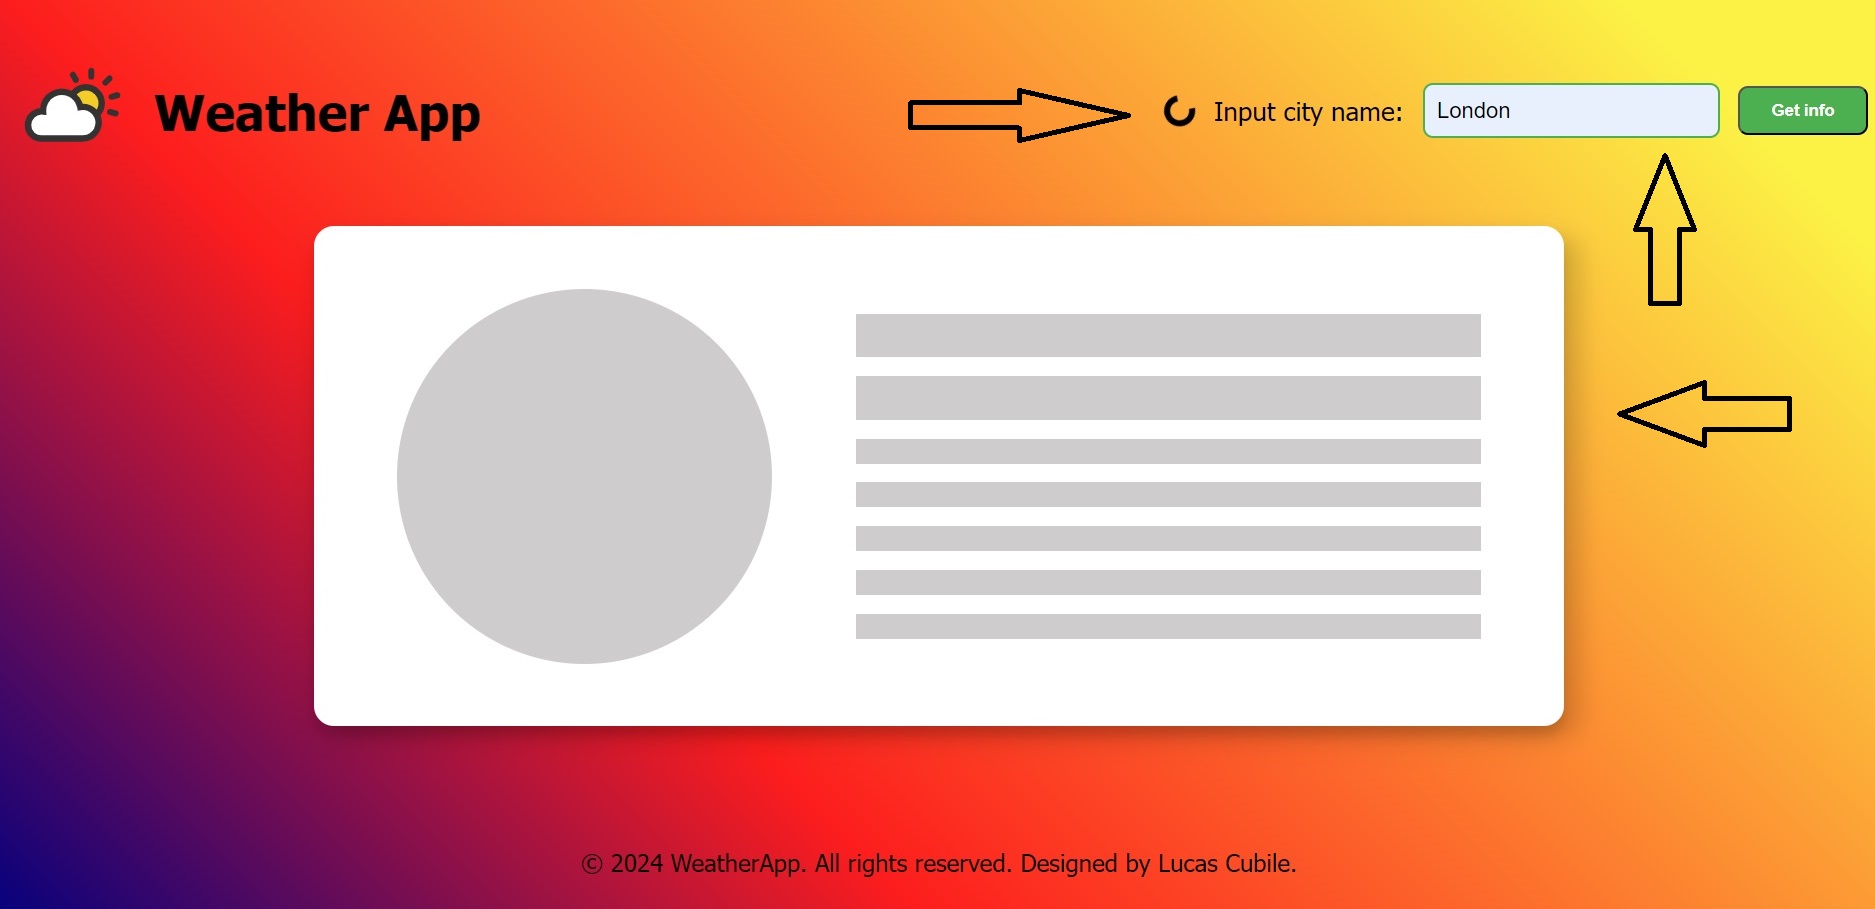 Weather App
Input city name:
London
Get info
© 2024 WeatherApp. All rights reserved. Designed by Lucas Cubile.